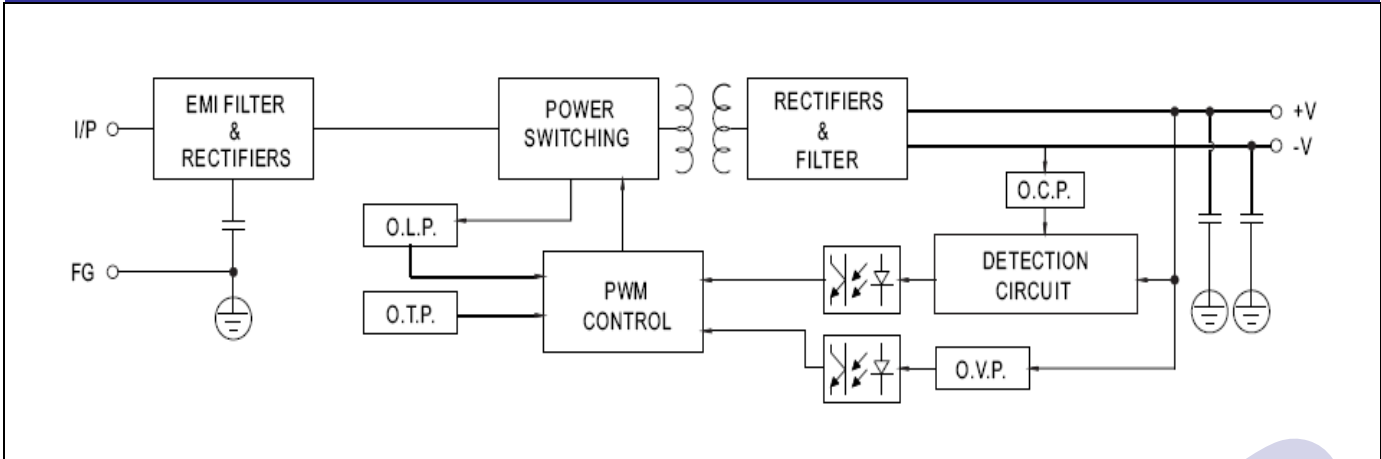 EMI FILTER
&
RECTIFIERS
POWER
SWITCHING
RECTIFIERS
&
FILTER
+V
I/P
-V
O.C.P.
O.L.P.
DETECTION
CIRCUIT
FG
PWM
CONTROL
O.T.P.
O.V.P.